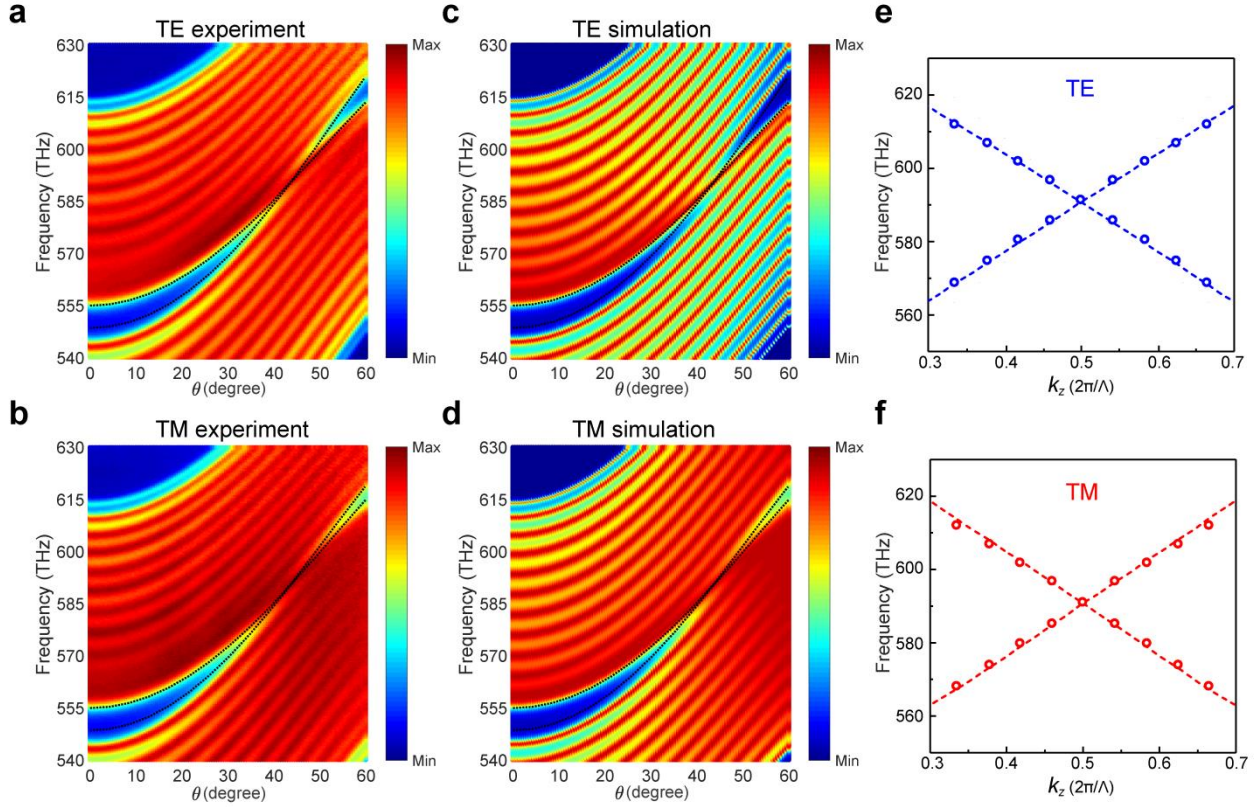 a
TE experiment
Frequency (THz)
630
615
600
585
570
555
540
0 10 20 30 40 50 60
θ (degree)
Max
Min
c
TE simulation
Frequency (THz)
630
615
600
585
570
555
540
0 10 20 30 40 50 60
θ (degree)
Max
Min
e
TE
Frequency (THz)
620
600
580
560
0.3 0.4 0.5 0.6 0.7
kz (2π/Λ)
b
TM experiment
Frequency (THz)
630
615
600
585
570
555
540
0 10 20 30 40 50 60
θ (degree)
Max
Min
d
TM simulation
Frequency (THz)
630
615
600
585
570
555
540
0 10 20 30 40 50 60
θ (degree)
Max
Min
f
TM
Frequency (THz)
620
600
580
560
0.3 0.4 0.5 0.6 0.7
kz (2π/Λ)